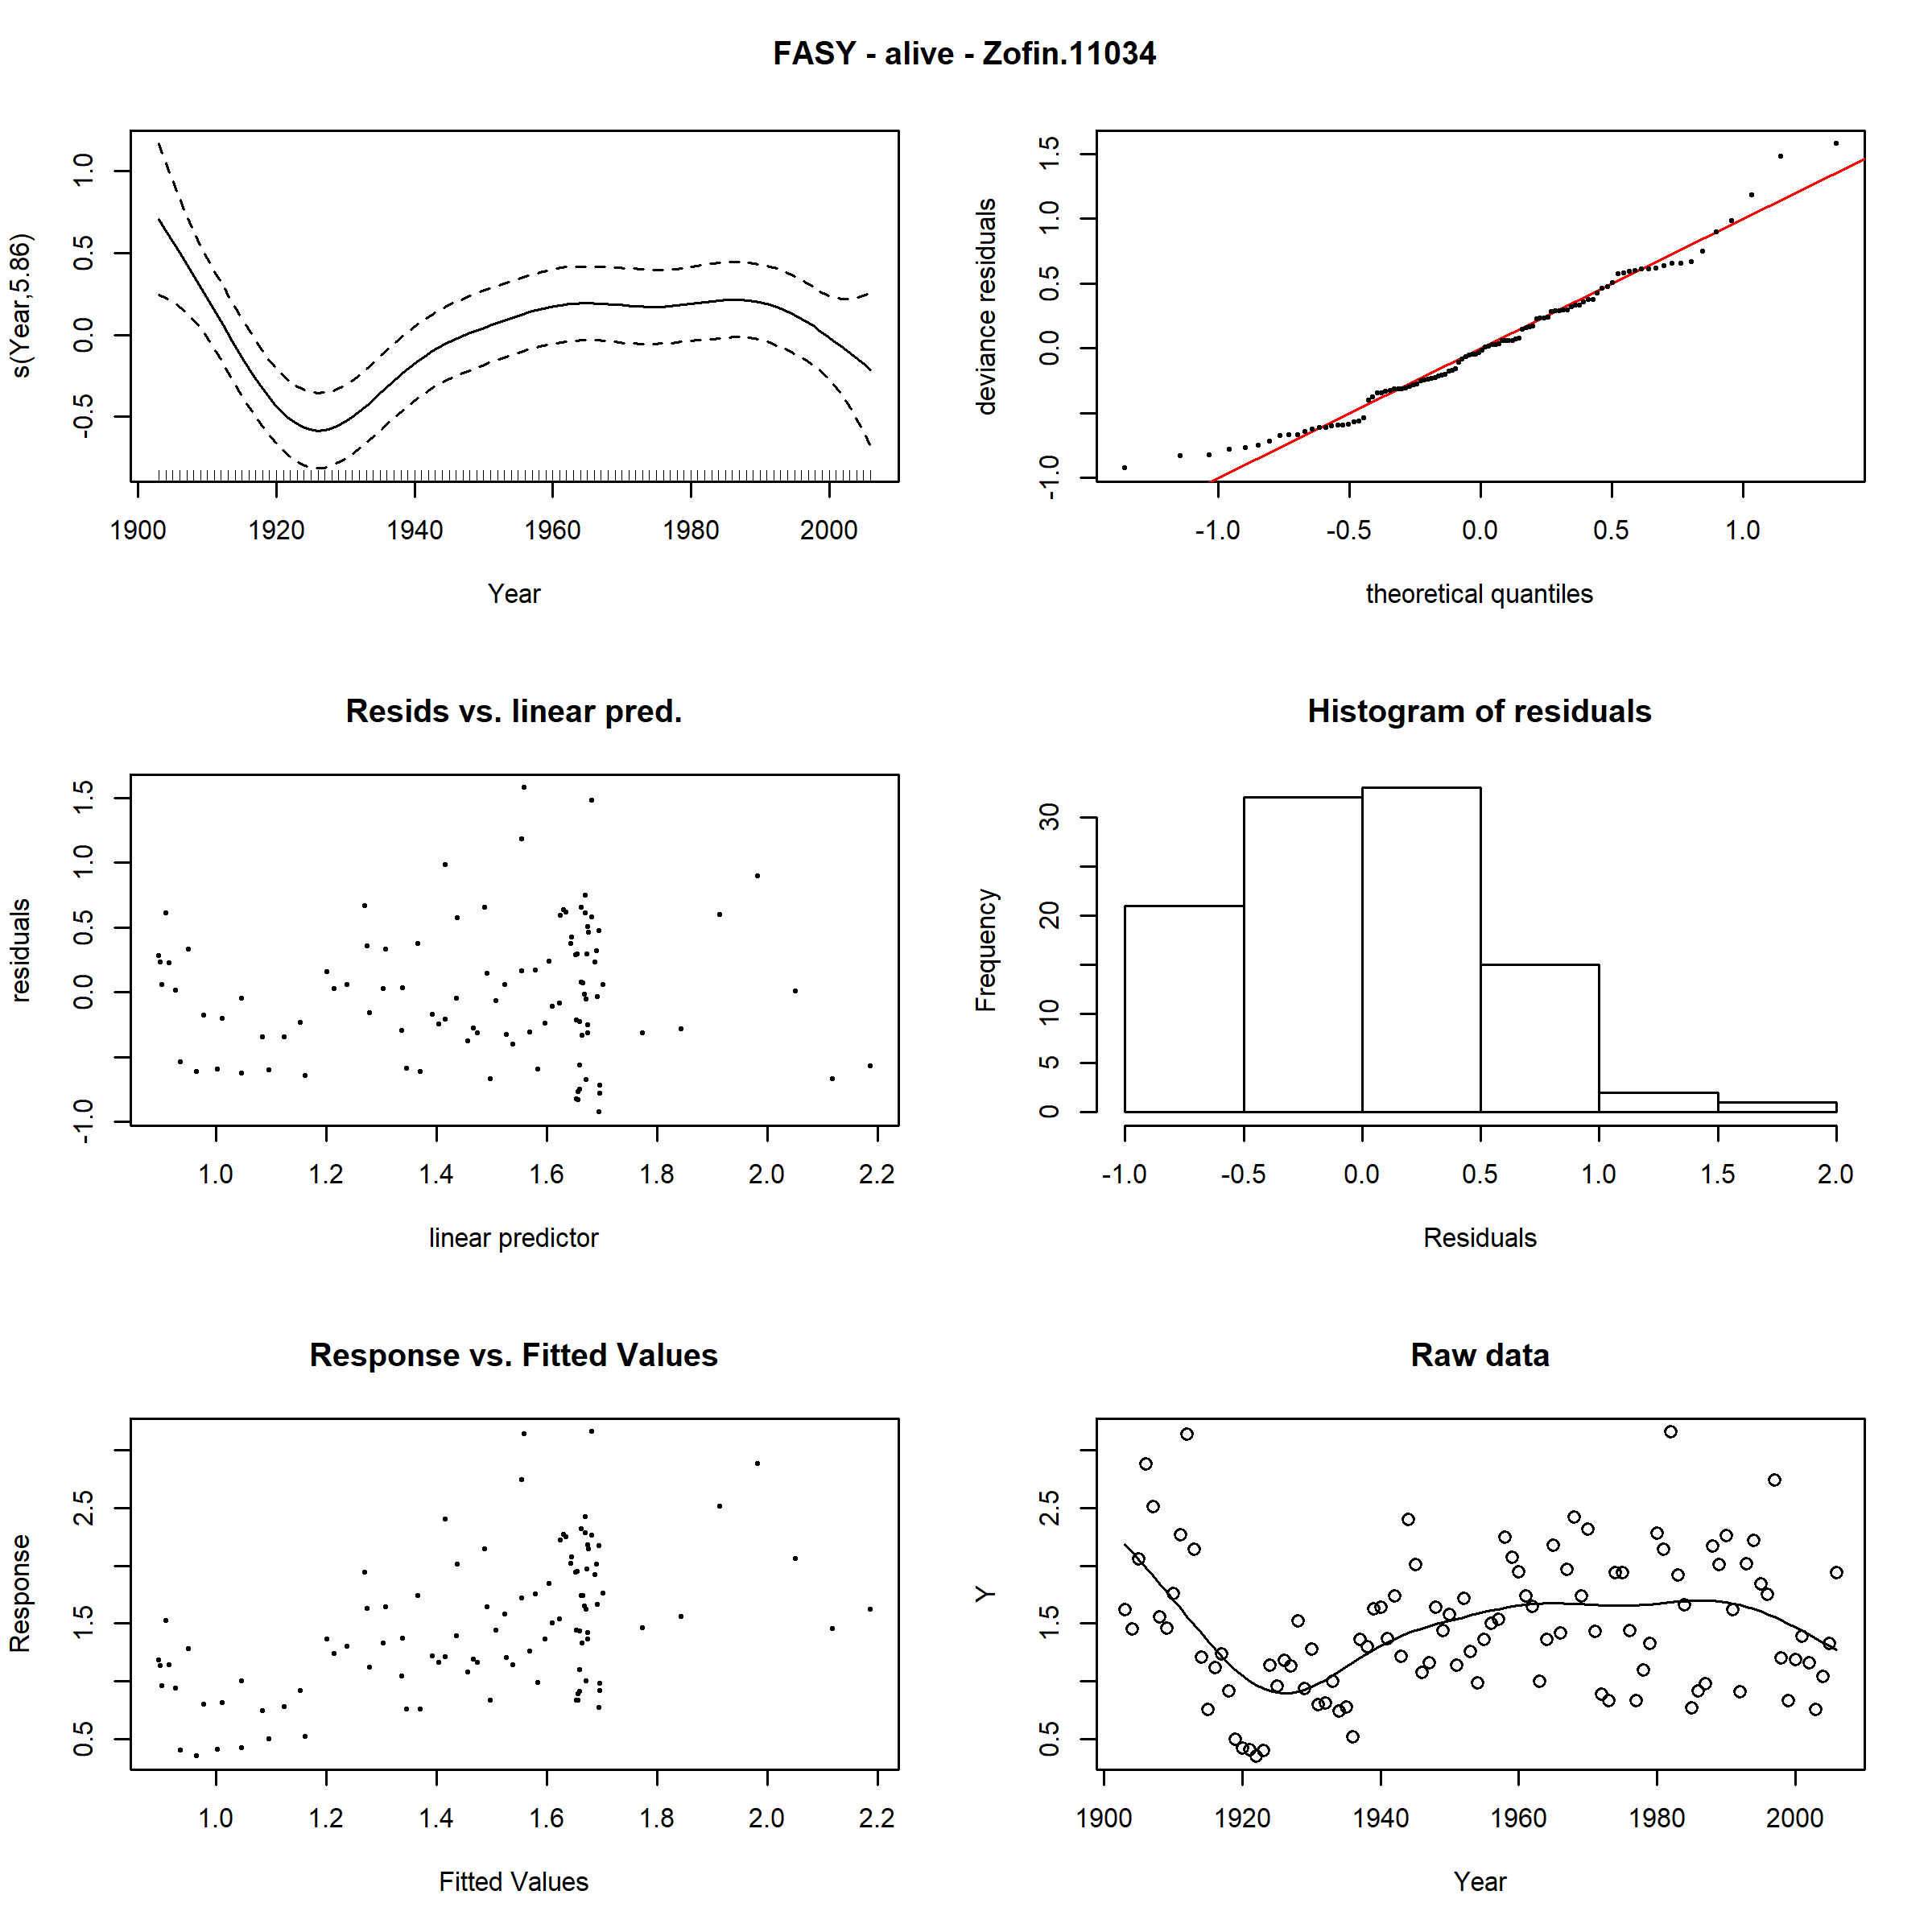 FASY - alive - Zofin.11034
s(Year,5.86)
1.0
0.5
0.0
-0.5
1900 1920 1940 1960 1980 2000
Year
deviance residuals
1.5
1.0
0.5
0.0
-1.0
-1.0 -0.5 0.0 0.5 1.0
theoretical quantiles
Resids vs. linear pred.
residuals
1.5
1.0
0.5
0.0
-1.0
1.0 1.2 1.4 1.6 1.8 2.0 2.2
linear predictor
Histogram of residuals
Frequency
30
20
10
5
0
-1.0 -0.5 0.0 0.5 1.0 1.5 2.0
Residuals
Response vs. Fitted Values
Response
2.5
1.5
0.5
1.0 1.2 1.4 1.6 1.8 2.0 2.2
Fitted Values
Raw data
Y
2.5
1.5
0.5
1900 1920 1940 1960 1980 2000
Year